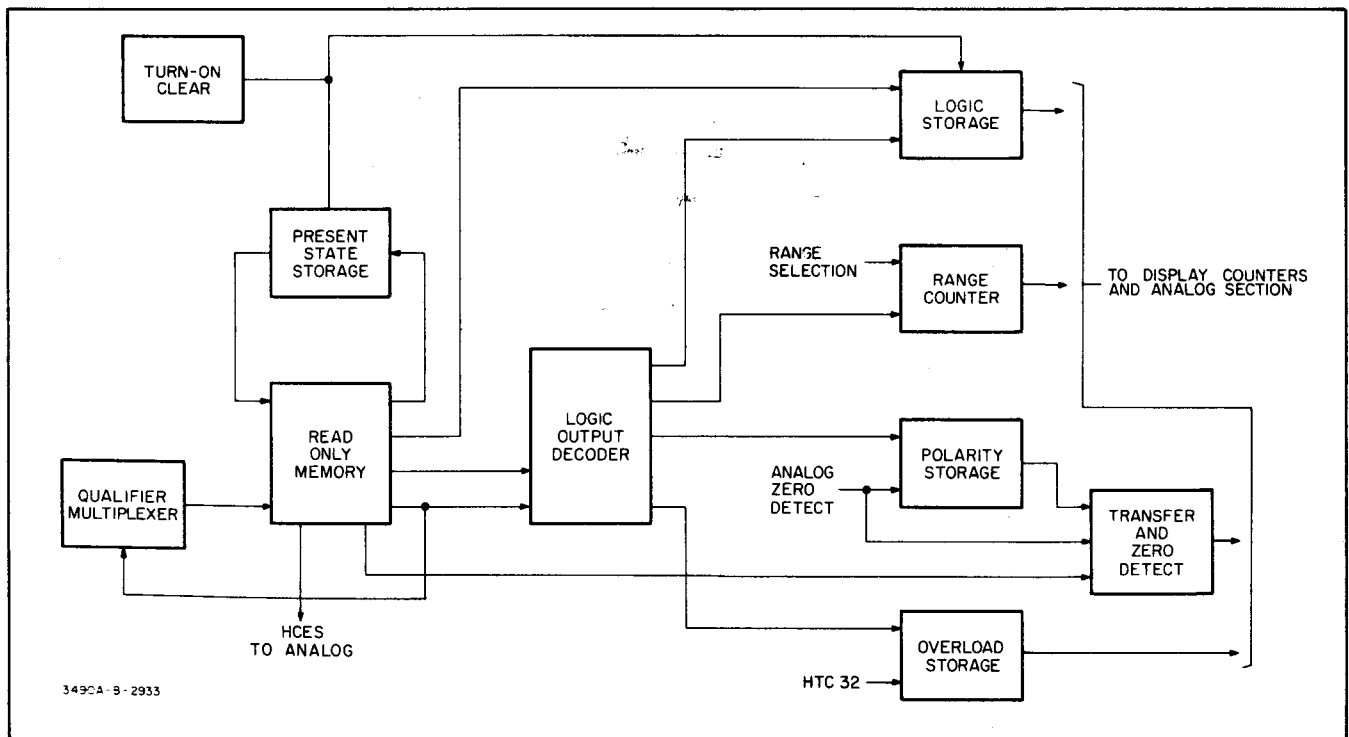 TURN-ON
CLEAR
LOGIC
STORAGE
PRESENT
STATE
STORAGE
RANGE
SELECTION
RANGE
COUNTER
TO DISPLAY COUNTERS
AND ANALOG SECTION
READ
ONLY
MEMORY
LOGIC
OUTPUT
DECODER
QUALIFIER
MULTIPLEXER
ANALOG
ZERO
DETECT
POLARITY
STORAGE
TRANSFER
AND
ZERO
DETECT
HCES
TO ANALOG
OVERLOAD
STORAGE
HTC 32
3490A-B-2933